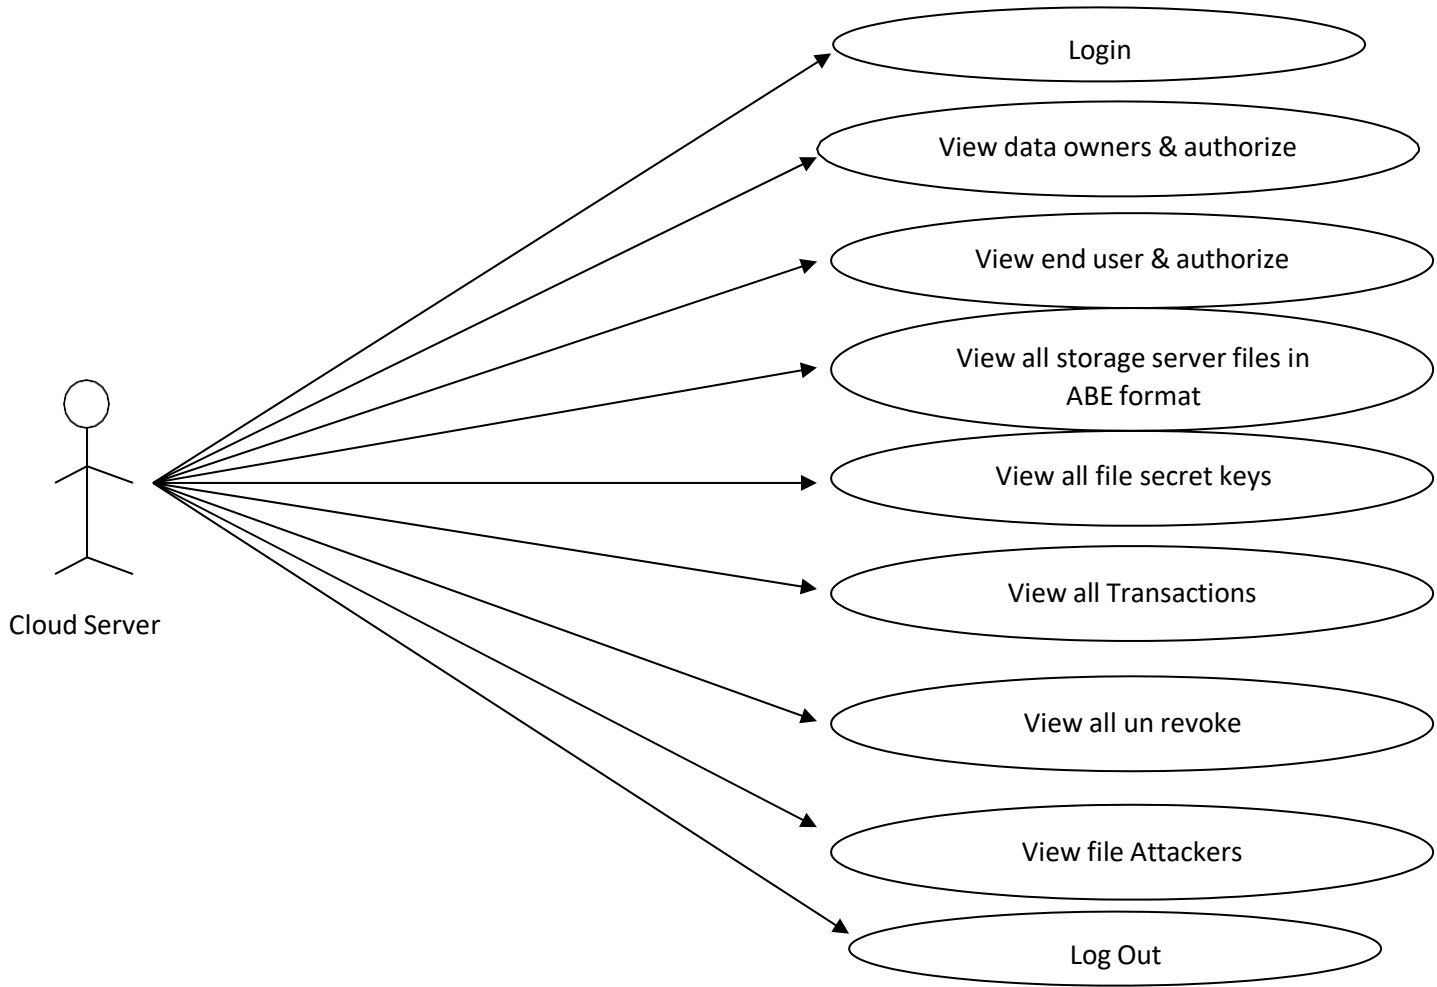 Login
View data owners & authorize
View end user & authorize
View all storage server files in
ABE format
View all file secret keys
View all Transactions
Cloud Server
View all un revoke
View file Attackers
Log Out